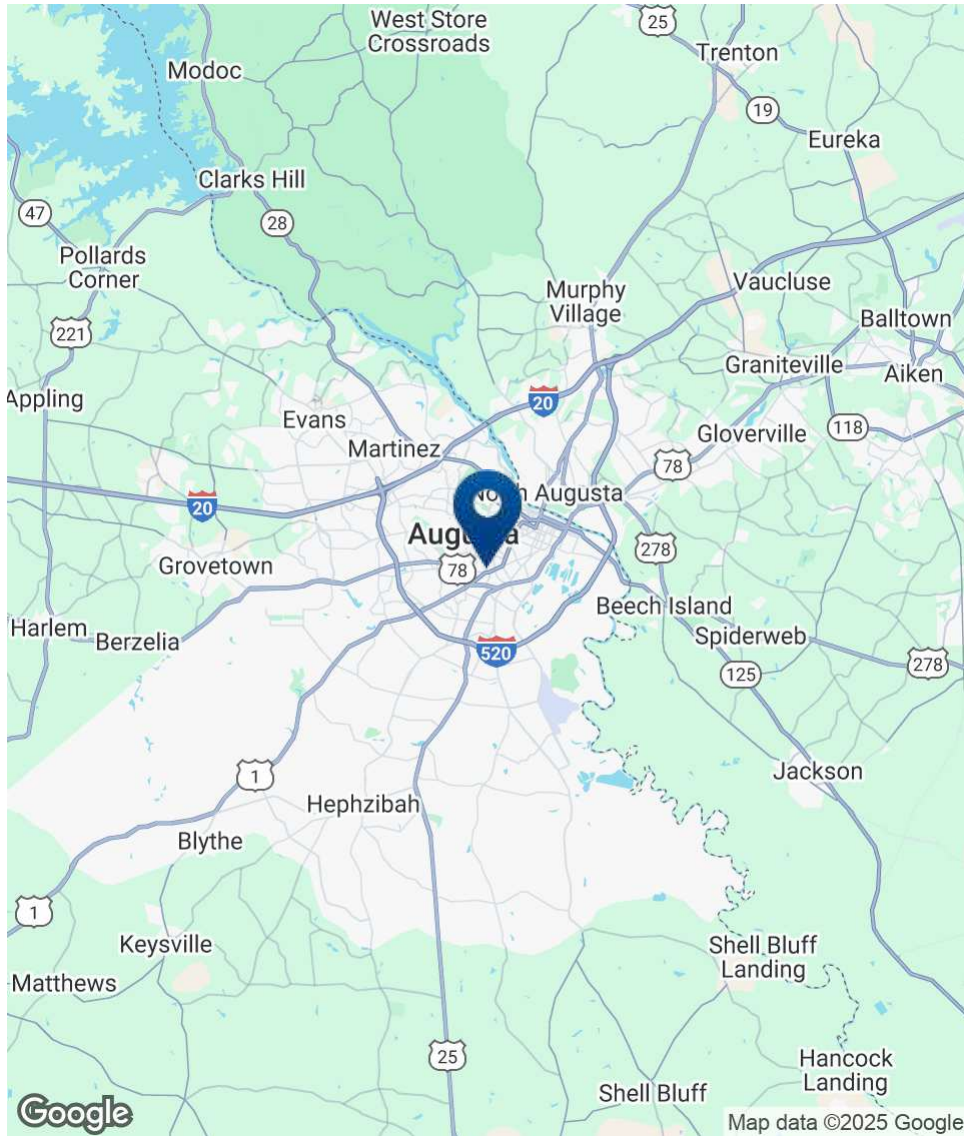 West Store
Crossroads
25
Trenton
Modoc
19
Eureka
Clarks Hill
47
28
Pollards
Corner
Vaucluse
Murphy
Village
221
Balltown
Graniteville
Aiken
Appling
20
Evans
118
Gloverville
Martinez
78
20
North Augusta
Augusta
278
Grovetown
78
Beech Island
Harlem
Berzelia
Spiderweb
520
278
125
1
Jackson
Hephzibah
Blythe
1
Keysville
Shell Bluff
Landing
Matthews
25
Hancock
Landing
Shell Bluff
Google
Map data ©2025 Google